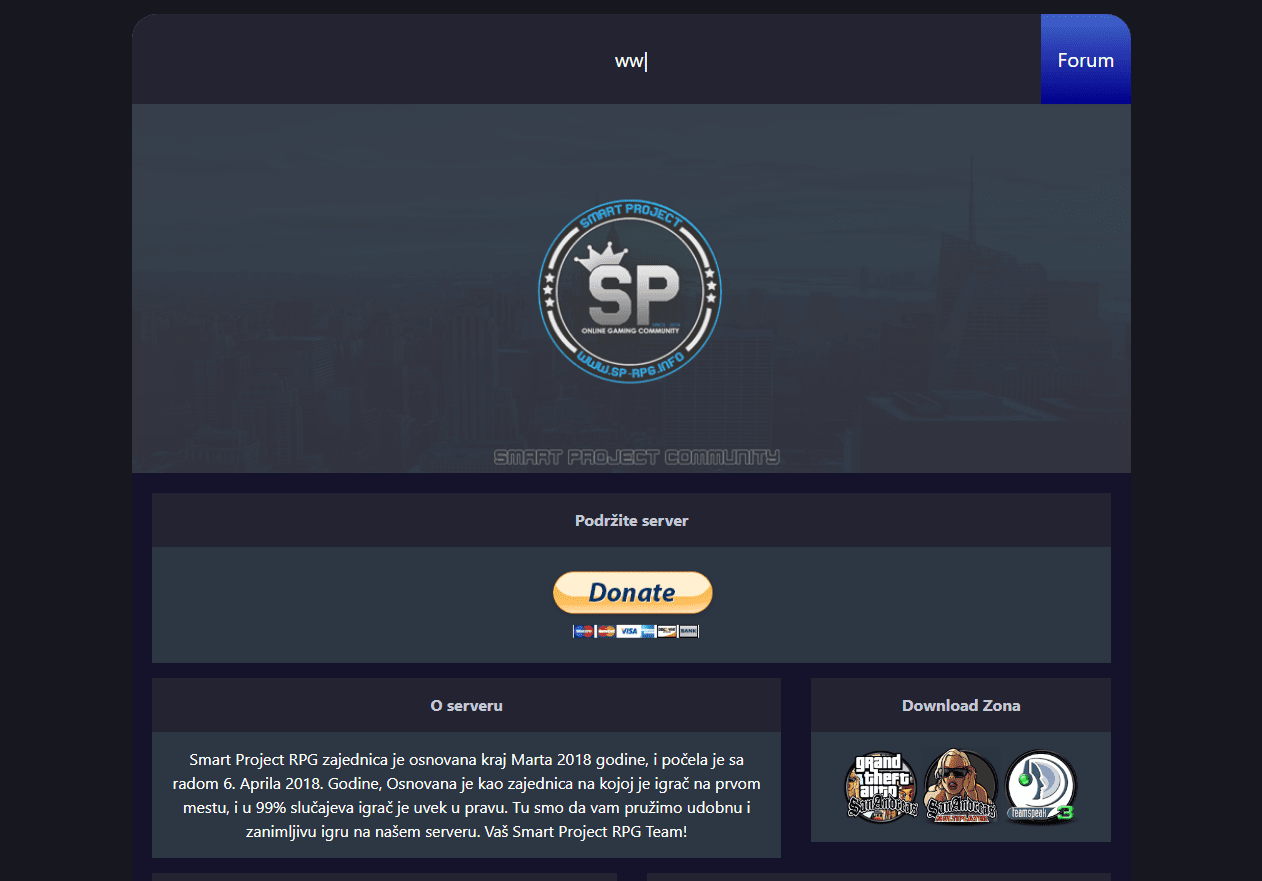 ww|
Forum
SMART PROJECT
SP
ONLINE GAMING COMMUNITY
WWW.SP-RPG.INFO
SMART PROJECT COMMUNITY
Podržite server
Donate
VISA
BANK
O serveru
Download Zona
Smart Project RPG zajednica je osnovana kraj Marta 2018 godine, i počela je sa
radom 6. Aprila 2018. Godine, Osnovana je kao zajednica na kojoj je igrač na prvom
mestu, i u 99% slučajeva igrač je uvek u pravu. Tu smo da vam pružimo udobnu i
zanimljivu igru na našem serveru. Vaš Smart Project RPG Team!
grand
theft
auto
SanAndreas
SanAndreas
MULTIPLAYER
Teamspeak 3